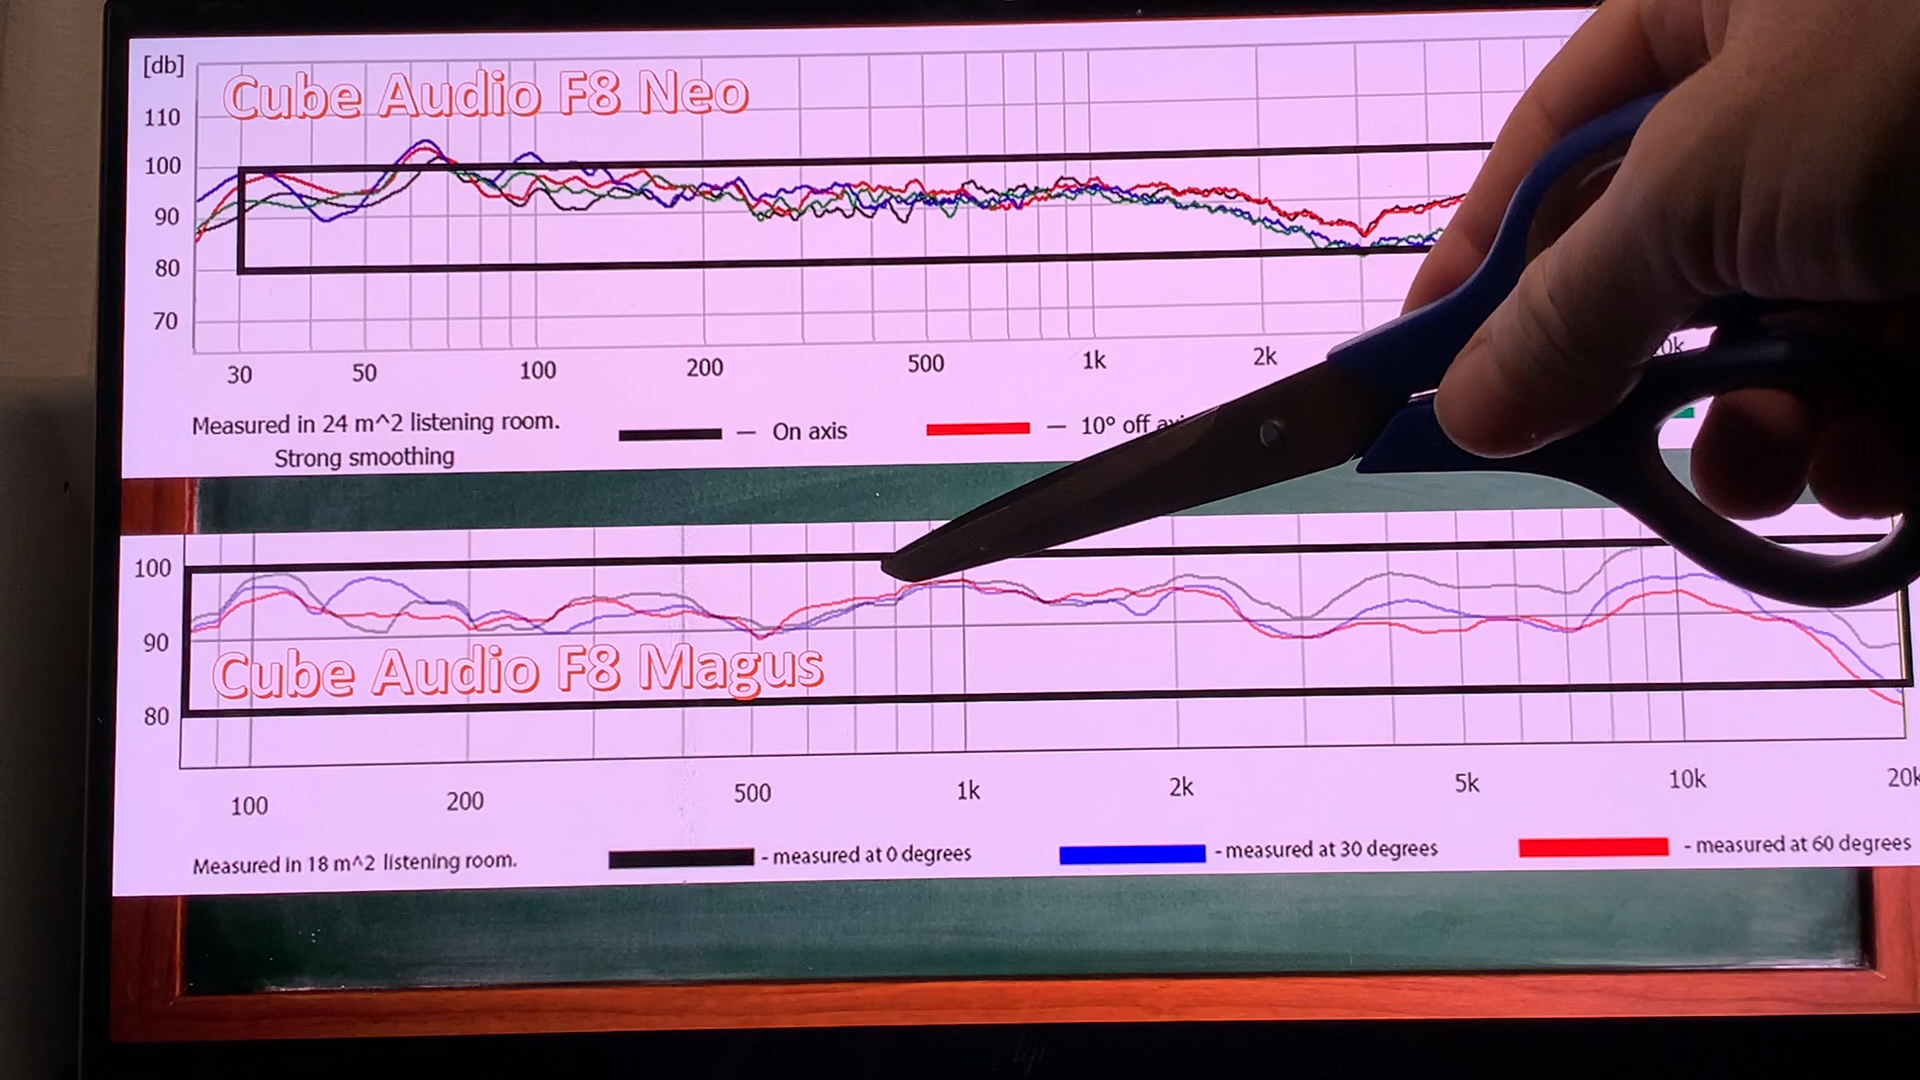 [db]
Cube Audio F8 Neo
110
100
90
80
70
30 50 100 200 500 1k 2k
Measured in 24 m^2 listening room.
Strong smoothing
— On axis
— 10° off
100
90
Cube Audio F8 Magus
80
100 200 500 1k 2k 5k 10k 20k
Measured in 18 m^2 listening room.
- measured at 0 degrees
- measured at 30 degrees
- measured at 60 degrees